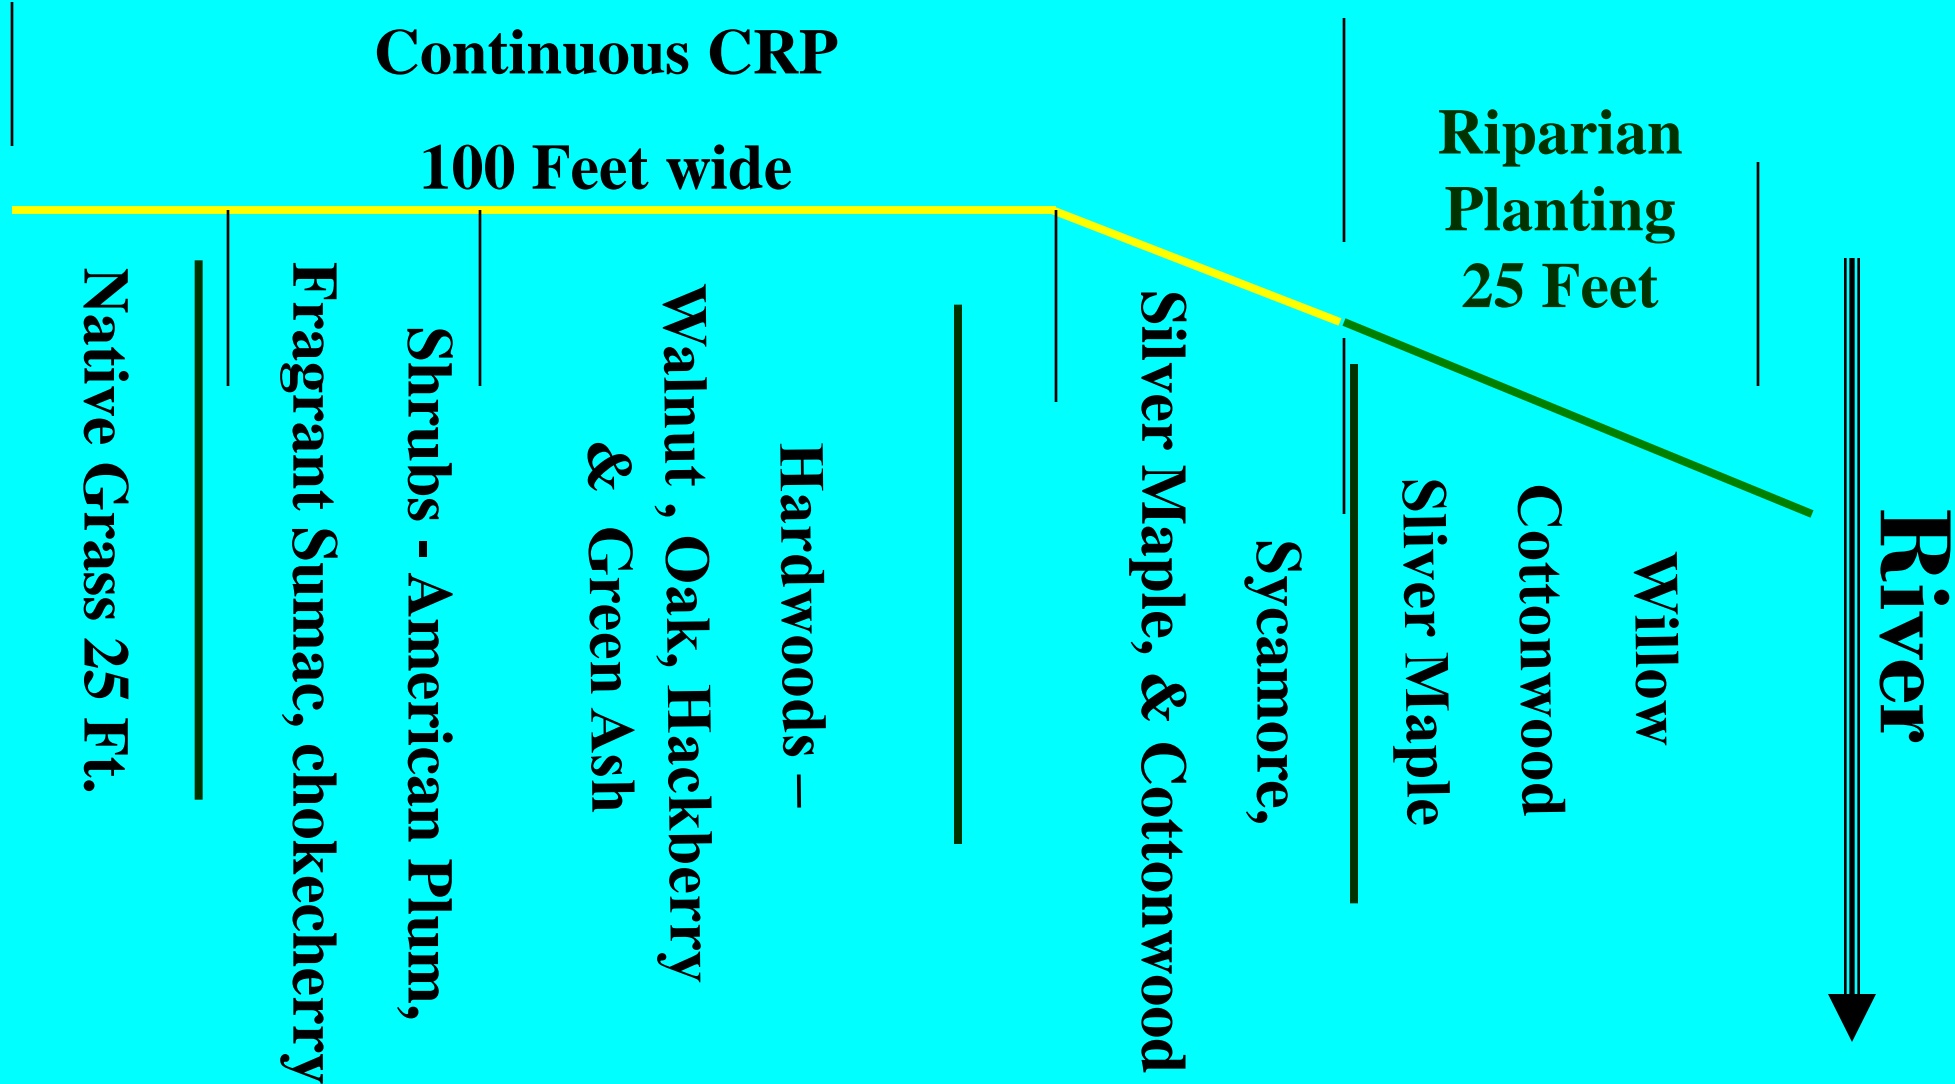 Continuous CRP
100 Feet wide
Riparian
Planting
25 Feet
Native Grass 25 Ft.
Shrubs - American Plum,
Fragrant Sumac, chokecherry
Hardwoods –
Walnut , Oak, Hackberry
& Green Ash
Sycamore,
Silver Maple, & Cottonwood
Willow
Cottonwood
Sliver Maple
River